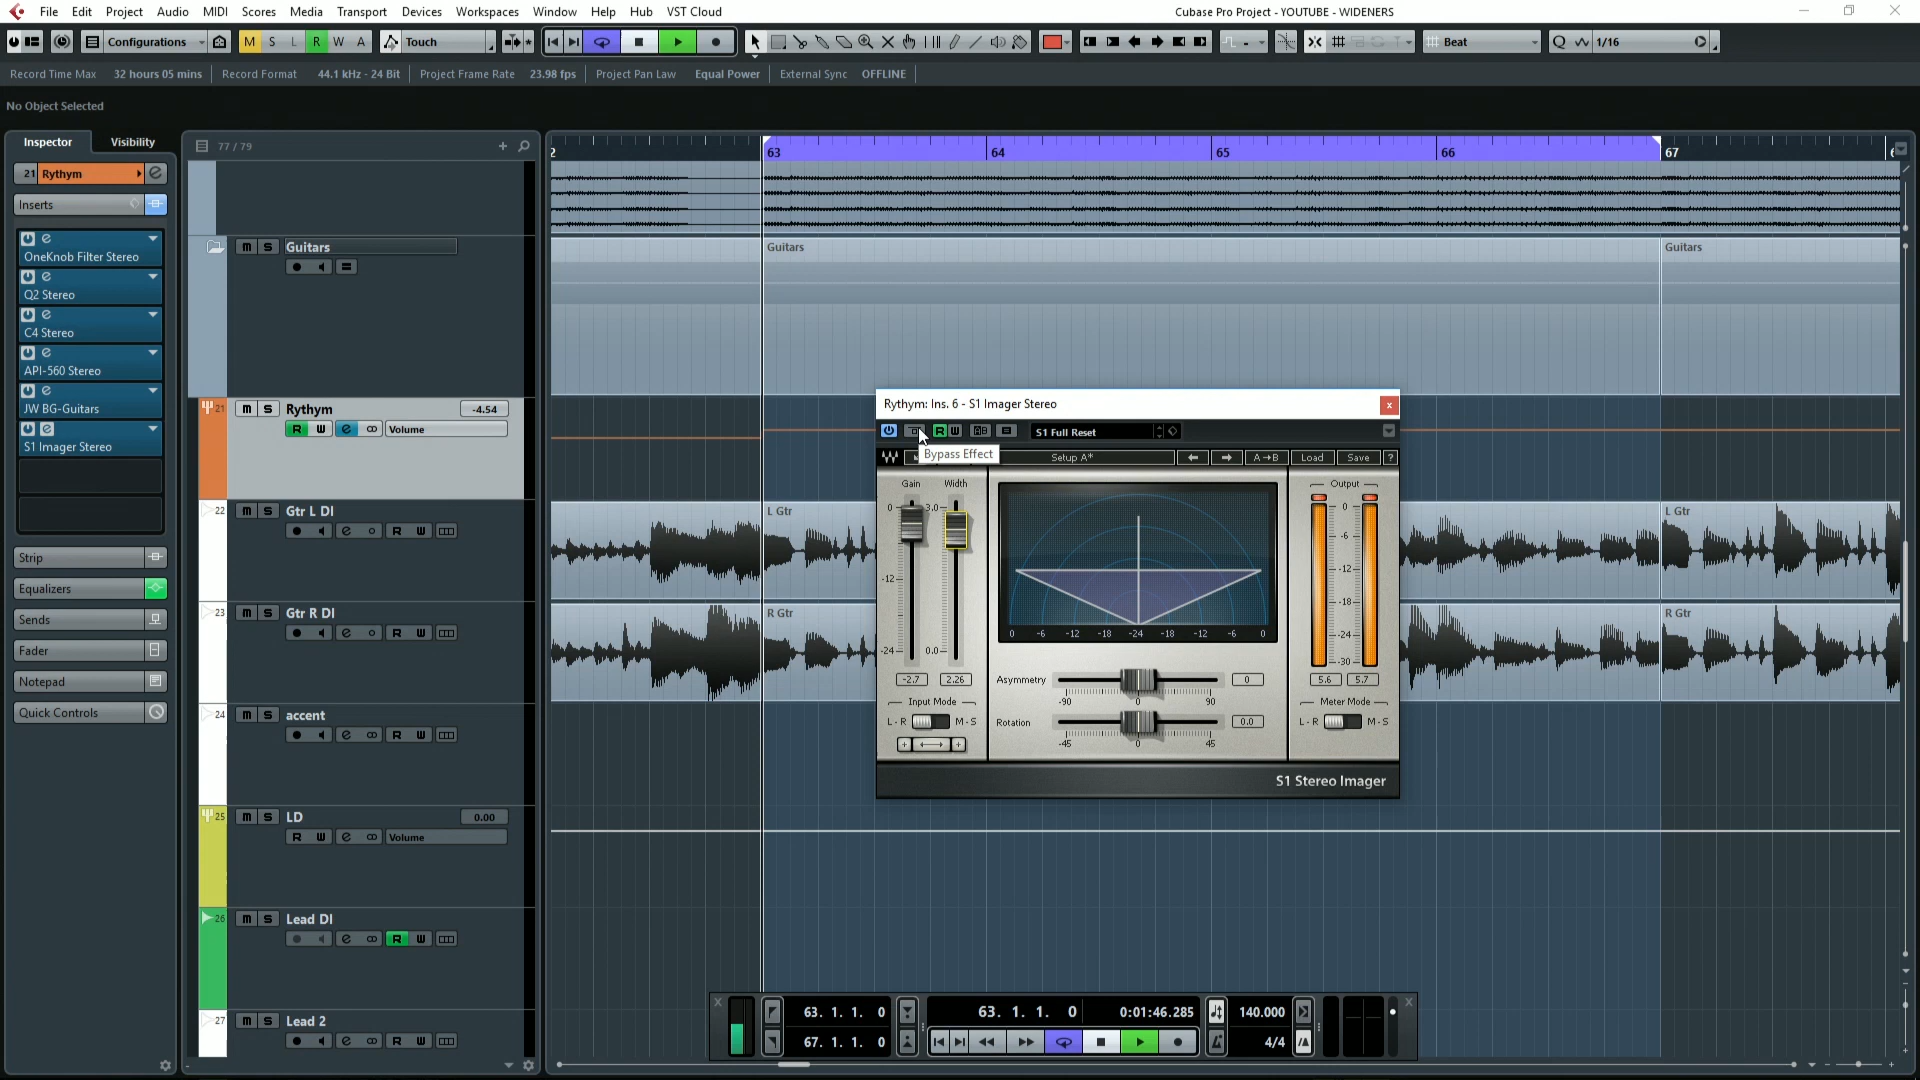 File Edit Project Audio MIDI Scores Media Transport Devices Workspaces Window Help Hub VST Cloud
Cubase Pro Project - YOUTUBE - WIDENERS
Configurations M S L R W A Touch Beat Q 1/16
Record Time Max 32 hours 05 mins Record Format 44.1 kHz - 24 Bit Project Frame Rate 23.98 fps Project Pan Law Equal Power External Sync OFFLINE
No Object Selected
Inspector Visibility 77 / 79
2 63 64 65 66 67
21 Rythym
Inserts
OneKnob Filter Stereo
Q2 Stereo
C4 Stereo
API-560 Stereo
JW BG-Guitars
S1 Imager Stereo
Strip
Equalizers
Sends
Fader
Notepad
Quick Controls
m S Guitars
Guitars Guitars
21 m S Rythym -4.54
R W e Volume
22 m S Gtr L DI
e R W
L Gtr L Gtr
23 m S Gtr R DI
e R W
R Gtr R Gtr
24 m S accent
e R W
25 m S LD 0.00
R W e Volume
26 m S Lead DI
e R W
27 m S Lead 2
e R W
Rythym: Ins. 6 - S1 Imager Stereo x
R W S1 Full Reset
Bypass Effect
Setup A* A→B Load Save ?
Gain Width
0 3.0
-12
-24 0.0
-2.7 2.26
Input Mode
L - R M - S
0 -6 -12 -18 -24 -18 -12 -6 0
Asymmetry 0
-90 0 90
Rotation 0.0
-45 0 45
Output
0
-6
-12
-18
-24
-30
5.6 5.7
Meter Mode
L - R M - S
S1 Stereo Imager
63. 1. 1. 0 63. 1. 1. 0 0:01:46.285 140.000
67. 1. 1. 0 4/4